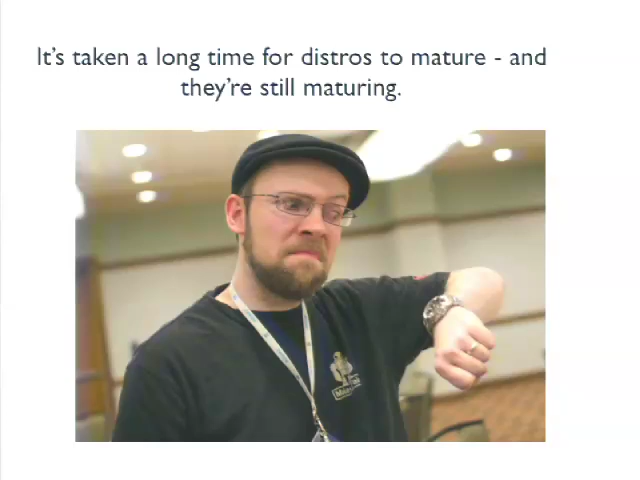 It's taken a long time for distros to mature - and
they're still maturing.